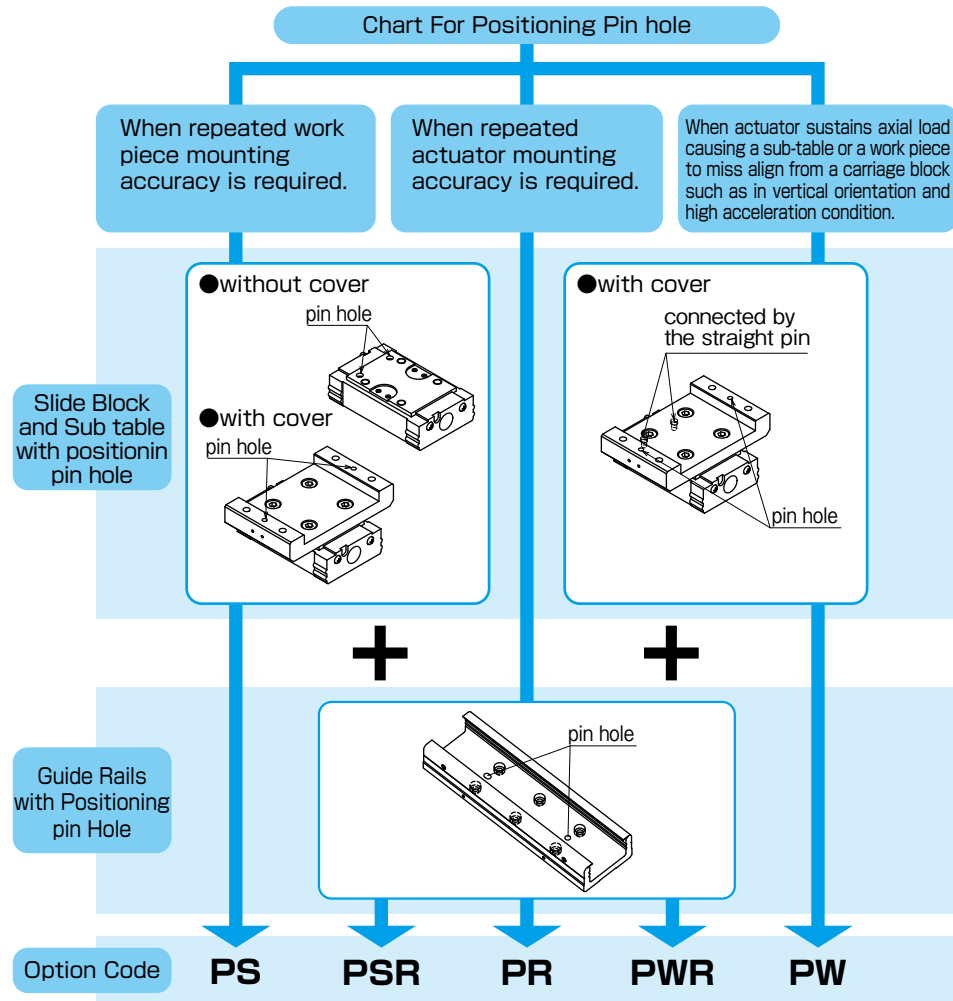 Chart For Positioning Pin hole
When repeated work
piece mounting
accuracy is required.
When repeated
actuator mounting
accuracy is required.
When actuator sustains axial load
causing a sub-table or a work piece
to miss align from a carriage block
such as in vertical orientation and
high acceleration condition.
Slide Block
and Sub table
with positionin
pin hole
●without cover
pin hole
●with cover
pin hole
●with cover
connected by
the straight pin
pin hole
+ +
Guide Rails
with Positioning
pin Hole
pin hole
Option Code
PS PSR PR PWR PW